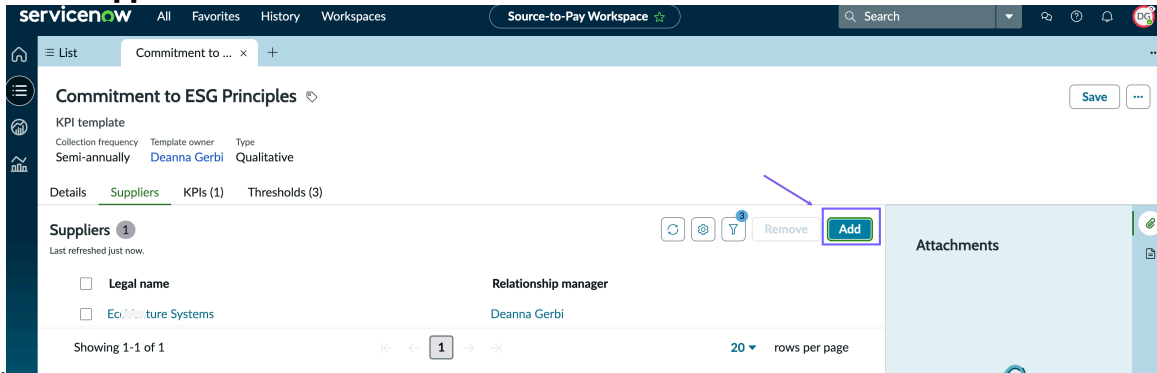 servicenow All Favorites History Workspaces Source-to-Pay Workspace Search DG
List Commitment to ... × +
Commitment to ESG Principles Save ...
KPI template
Collection frequency Template owner Type
Semi-annually Deanna Gerbi Qualitative
Details Suppliers KPIs (1) Thresholds (3)
Suppliers 1 3 Remove Add Attachments
Last refreshed just now.
Legal name Relationship manager
Systems Deanna Gerbi
Showing 1-1 of 1 1 20 rows per page